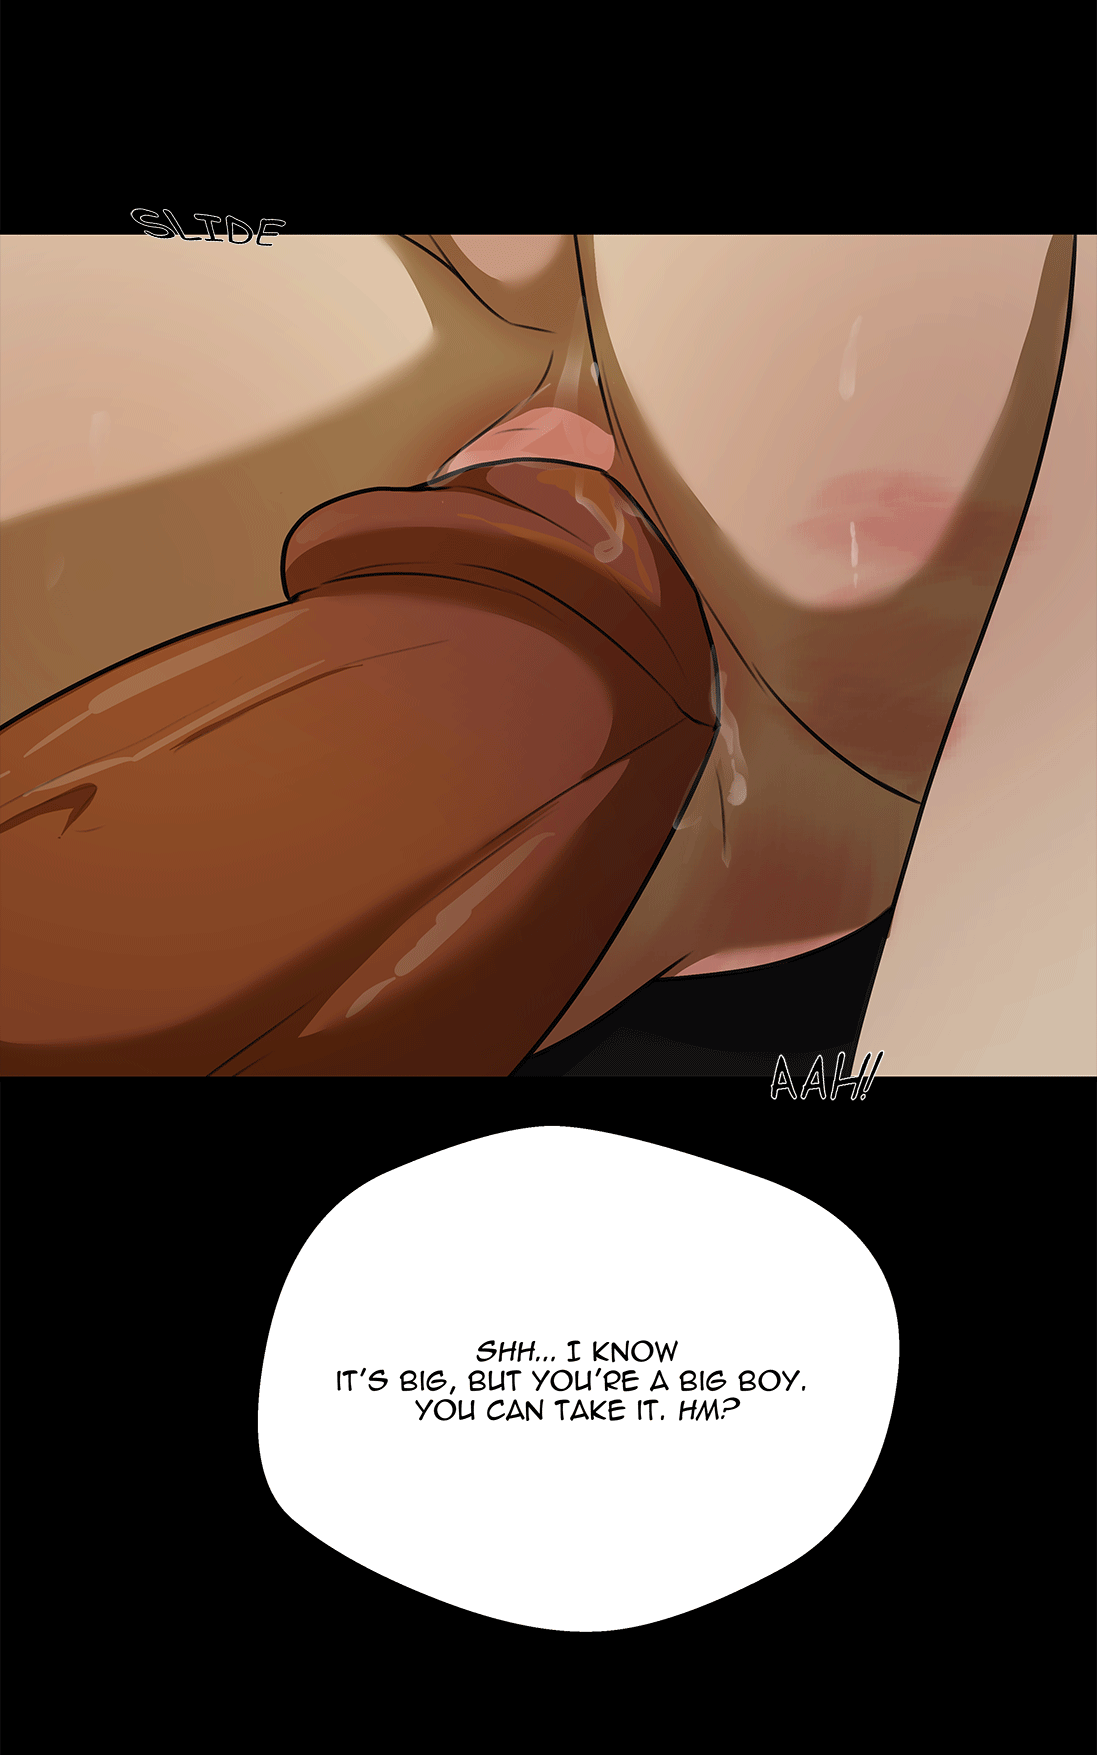 SLIDE
AAH!!
SHH... I KNOW
IT'S BIG, BUT YOU'RE A BIG BOY.
YOU CAN TAKE IT. HM?